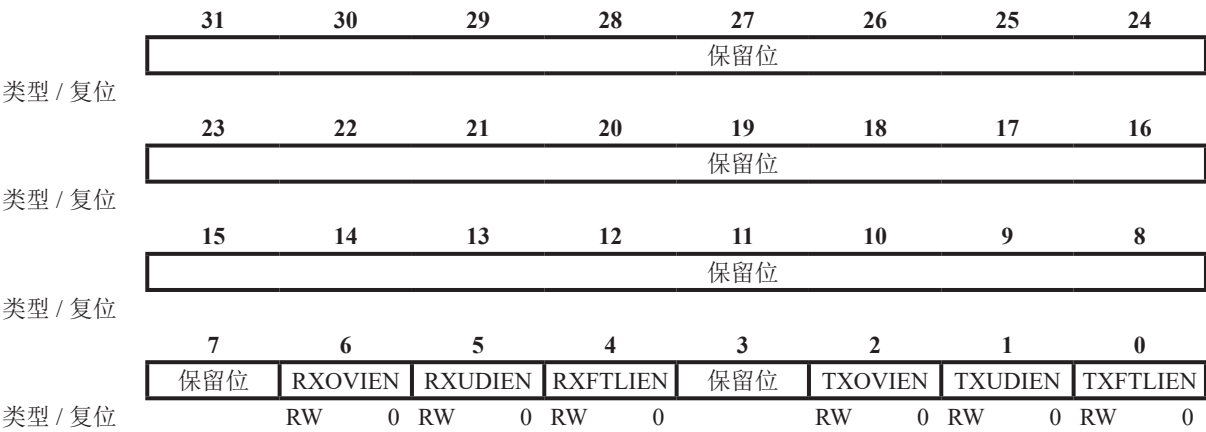 31 30 29 28 27 26 25 24
保留位
类型 / 复位
23 22 21 20 19 18 17 16
保留位
类型 / 复位
15 14 13 12 11 10 9 8
保留位
类型 / 复位
7 6 5 4 3 2 1 0
保留位 RXOVIEN RXUDIEN RXFTLIEN 保留位 TXOVIEN TXUDIEN TXFTLIEN
类型 / 复位 RW 0 RW 0 RW 0 RW 0 RW 0 RW 0